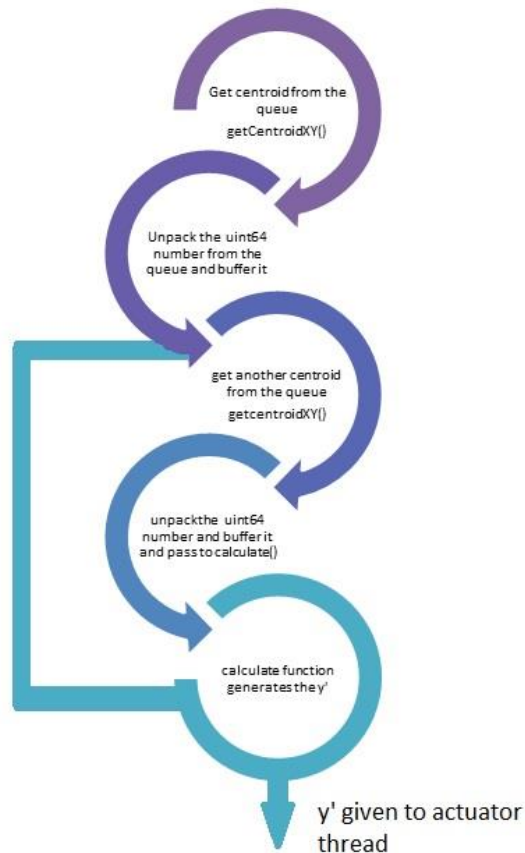 Get centroid from the
queue
getCentroidXY()
Unpack the uint64
number from the
queue and buffer it
get another centroid
from the queue
getcentroidXY()
unpackthe uint64
number and buffer it
and pass to calculate()
calculate function
generates the y'
y' given to actuator
thread